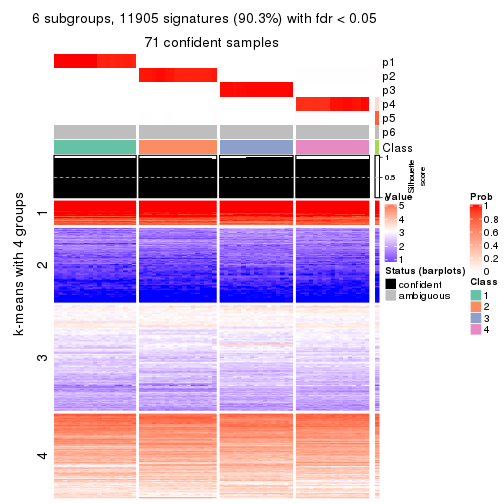 6 subgroups, 11905 signatures (90.3%) with fdr < 0.05
71 confident samples
p1
p2
p3
p4
p5
p6
Class
1
0.5
0
Silhouette
score
k-means with 4 groups
1
2
3
4
Value
5
4
3
2
1
Status (barplots)
confident
ambiguous
Prob
1
0.8
0.6
0.4
0.2
0
Class
1
2
3
4